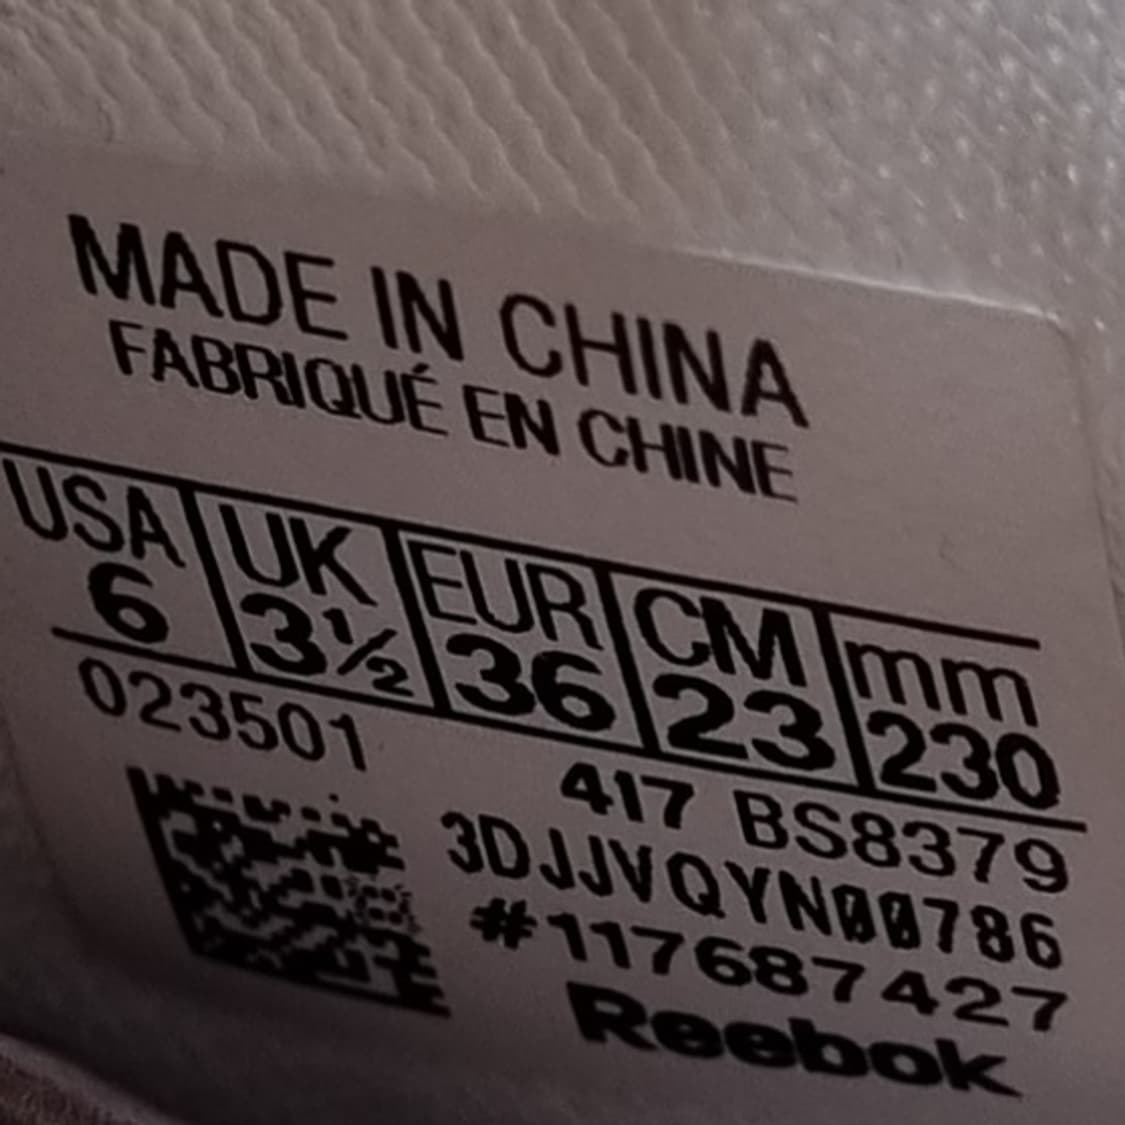 MADE IN CHINA
FABRIQUÉ EN CHINE
USA UK EUR CM mm
6 3½ 36 23 230
023501
417 BS8379
3DJJVQYN00786
#117687427
Reebok